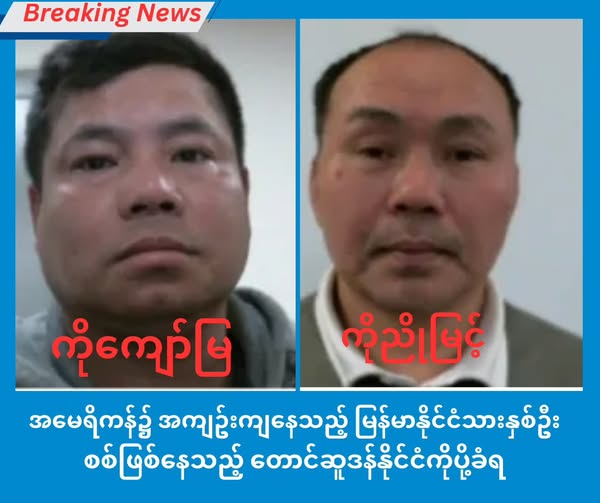 Breaking News
ကိုကျော်မြ
ကိုညိုမြင့်
အမေရိကန်၌ အကျဥ်းကျနေသည့် မြန်မာနိုင်ငံသားနှစ်ဦး
စစ်ဖြစ်နေသည့် တောင်ဆူဒန်နိုင်ငံကိုပို့ခံရ